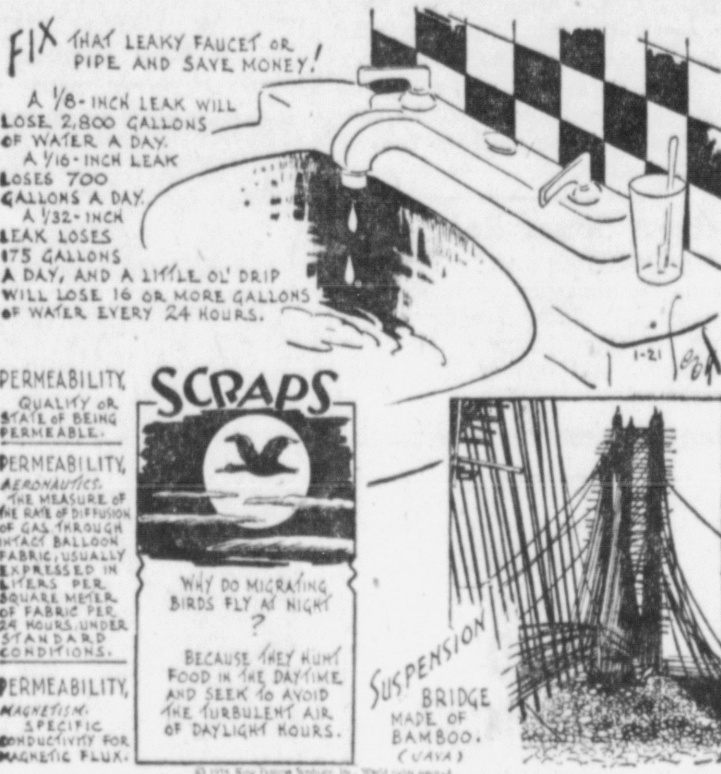 FIX THAT LEAKY FAUCET OR
PIPE AND SAVE MONEY!
A 1/8-INCH LEAK WILL
LOSE 2,800 GALLONS
OF WATER A DAY.
A 1/16-INCH LEAK
LOSES 700
GALLONS A DAY.
A 1/32-INCH
LEAK LOSES
175 GALLONS
A DAY, AND A LITTLE OL' DRIP
WILL LOSE 16 OR MORE GALLONS
OF WATER EVERY 24 HOURS.
1-21
PERMEABILITY,
QUALITY OR
STATE OF BEING
PERMEABLE.
PERMEABILITY,
AERONAUTICS.
THE MEASURE OF
THE RATE OF DIFFUSION
OF GAS THROUGH
INTACT BALLOON
FABRIC, USUALLY
EXPRESSED IN
LITERS PER
SQUARE METER
OF FABRIC PER
24 HOURS UNDER
STANDARD
CONDITIONS.
PERMEABILITY,
MAGNETISM.
SPECIFIC
CONDUCTIVITY FOR
MAGNETIC FLUX.
SCRAPS
WHY DO MIGRATING
BIRDS FLY AT NIGHT
?
BECAUSE THEY HUNT
FOOD IN THE DAYTIME
AND SEEK TO AVOID
THE TURBULENT AIR
OF DAYLIGHT HOURS.
SUSPENSION
BRIDGE
MADE OF
BAMBOO.
(JAVA)